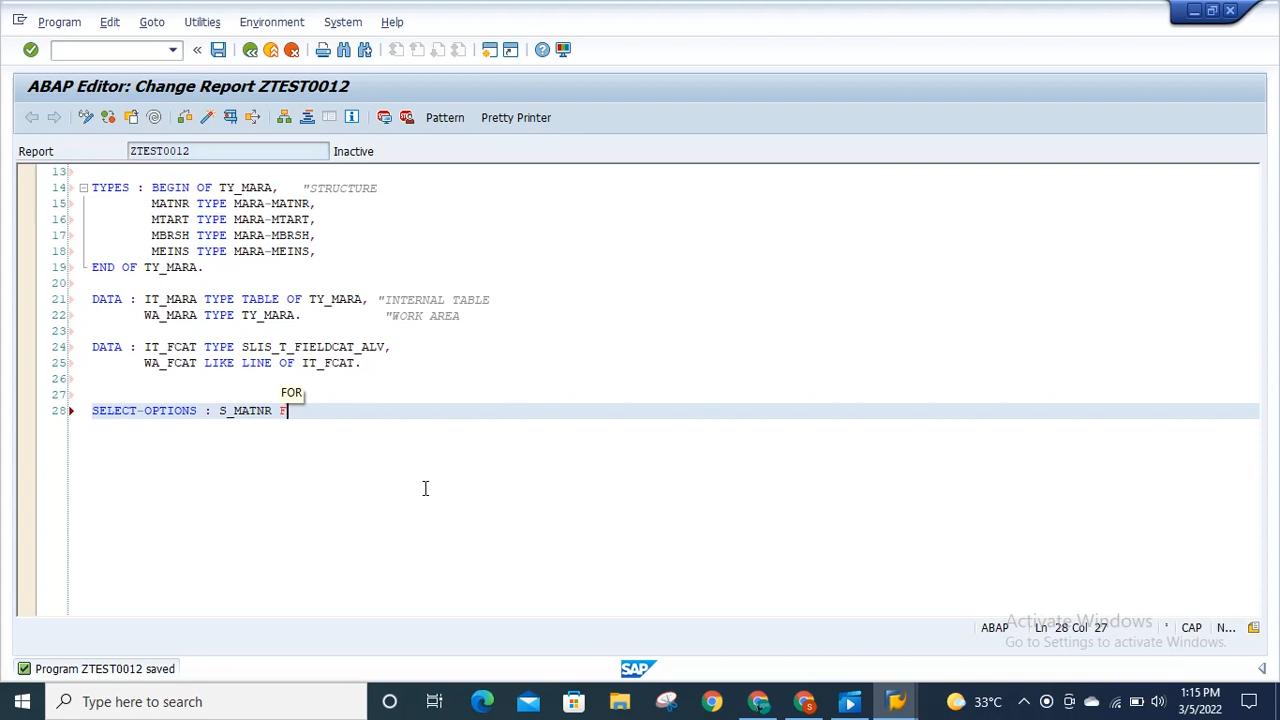 Program Edit Goto Utilities Environment System Help
ABAP Editor: Change Report ZTEST0012
Pattern Pretty Printer
Report ZTEST0012 Inactive
13
14 TYPES : BEGIN OF TY_MARA, "STRUCTURE
15 MATNR TYPE MARA-MATNR,
16 MTART TYPE MARA-MTART,
17 MBRSH TYPE MARA-MBRSH,
18 MEINS TYPE MARA-MEINS,
19 END OF TY_MARA.
20
21 DATA : IT_MARA TYPE TABLE OF TY_MARA, "INTERNAL TABLE
22 WA_MARA TYPE TY_MARA. "WORK AREA
23
24 DATA : IT_FCAT TYPE SLIS_T_FIELDCAT_ALV,
25 WA_FCAT LIKE LINE OF IT_FCAT.
26
27
FOR
28 SELECT-OPTIONS : S_MATNR F
Activate Windows
ABAP Ln 28 Col 27 CAP N...
Go to Settings to activate Windows.
Program ZTEST0012 saved
SAP
Type here to search
33°C
1:15 PM
3/5/2022